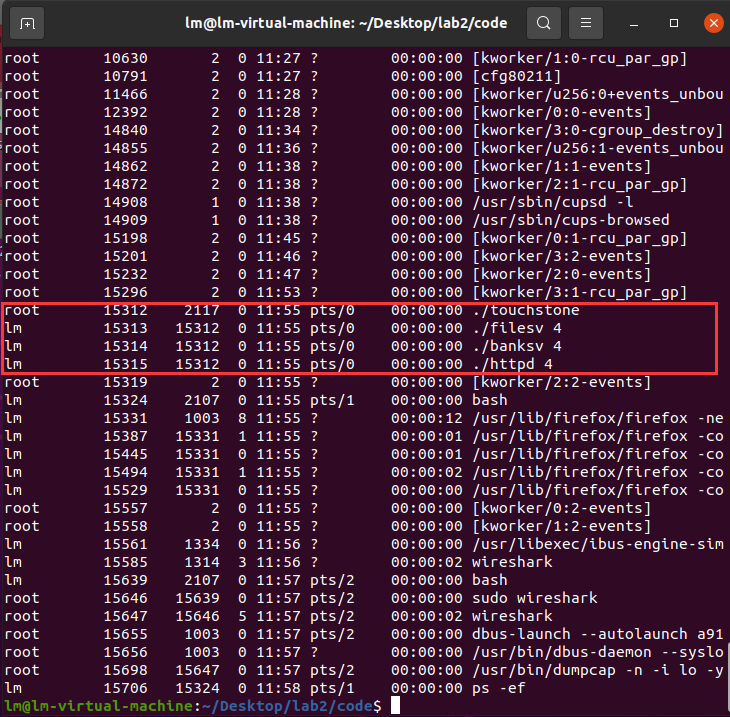 lm@lm-virtual-machine: ~/Desktop/lab2/code
root 10630 2 0 11:27 ? 00:00:00 [kworker/1:0-rcu_par_gp]
root 10791 2 0 11:27 ? 00:00:00 [cfg80211]
root 11466 2 0 11:28 ? 00:00:00 [kworker/u256:0+events_unbou
root 12392 2 0 11:28 ? 00:00:00 [kworker/0:0-events]
root 14840 2 0 11:34 ? 00:00:00 [kworker/3:0-cgroup_destroy]
root 14855 2 0 11:36 ? 00:00:00 [kworker/u256:1-events_unbou
root 14862 2 0 11:38 ? 00:00:00 [kworker/1:1-events]
root 14872 2 0 11:38 ? 00:00:00 [kworker/2:1-rcu_par_gp]
root 14908 1 0 11:38 ? 00:00:00 /usr/sbin/cupsd -l
root 14909 1 0 11:38 ? 00:00:00 /usr/sbin/cups-browsed
root 15198 2 0 11:45 ? 00:00:00 [kworker/0:1-rcu_par_gp]
root 15201 2 0 11:46 ? 00:00:00 [kworker/3:2-events]
root 15232 2 0 11:47 ? 00:00:00 [kworker/2:0-events]
root 15296 2 0 11:53 ? 00:00:00 [kworker/3:1-rcu_par_gp]
root 15312 2117 0 11:55 pts/0 00:00:00 ./touchstone
lm 15313 15312 0 11:55 pts/0 00:00:00 ./filesv 4
lm 15314 15312 0 11:55 pts/0 00:00:00 ./banksv 4
lm 15315 15312 0 11:55 pts/0 00:00:00 ./httpd 4
root 15319 2 0 11:55 ? 00:00:00 [kworker/2:2-events]
lm 15324 2107 0 11:55 pts/1 00:00:00 bash
lm 15331 1003 8 11:55 ? 00:00:12 /usr/lib/firefox/firefox -ne
lm 15387 15331 1 11:55 ? 00:00:01 /usr/lib/firefox/firefox -co
lm 15445 15331 0 11:55 ? 00:00:01 /usr/lib/firefox/firefox -co
lm 15494 15331 1 11:55 ? 00:00:02 /usr/lib/firefox/firefox -co
lm 15529 15331 0 11:55 ? 00:00:00 /usr/lib/firefox/firefox -co
root 15557 2 0 11:55 ? 00:00:00 [kworker/0:2-events]
root 15558 2 0 11:55 ? 00:00:00 [kworker/1:2-events]
lm 15561 1334 0 11:56 ? 00:00:00 /usr/libexec/ibus-engine-sim
lm 15585 1314 3 11:56 ? 00:00:02 wireshark
lm 15639 2107 0 11:57 pts/2 00:00:00 bash
root 15646 15639 0 11:57 pts/2 00:00:00 sudo wireshark
root 15647 15646 5 11:57 pts/2 00:00:02 wireshark
root 15655 1003 0 11:57 pts/2 00:00:00 dbus-launch --autolaunch a91
root 15656 1003 0 11:57 ? 00:00:00 /usr/bin/dbus-daemon --syslo
root 15698 15647 0 11:57 pts/2 00:00:00 /usr/bin/dumpcap -n -i lo -y
lm 15706 15324 0 11:58 pts/1 00:00:00 ps -ef
lm@lm-virtual-machine:~/Desktop/lab2/code$